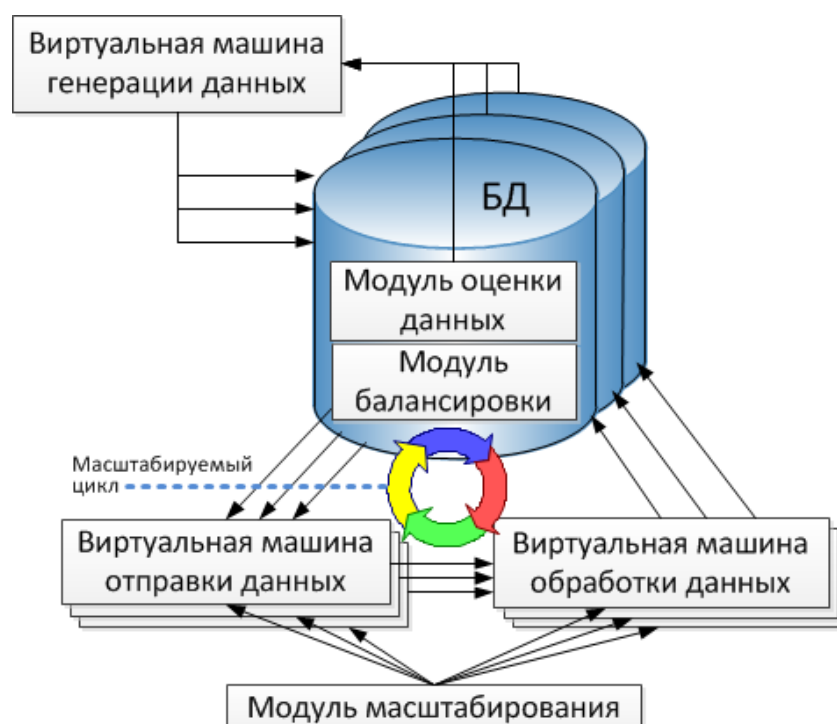 Виртуальная машина
генерации данных
БД
Модуль оценки
данных
Модуль
балансировки
Масштабируемый
цикл
Виртуальная машина
отправки данных
Виртуальная машина
обработки данных
Модуль масштабирования